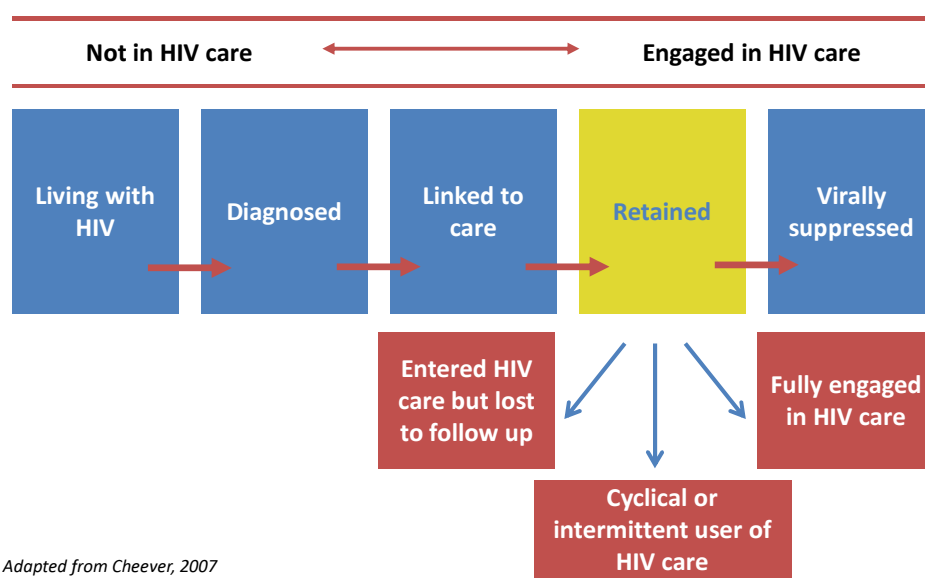 Not in HIV care
Engaged in HIV care
Living with
HIV
Diagnosed
Linked to
care
Retained
Virally
suppressed
Entered HIV
care but lost
to follow up
Fully engaged
in HIV care
Cyclical or
intermittent user of
HIV care
Adapted from Cheever, 2007